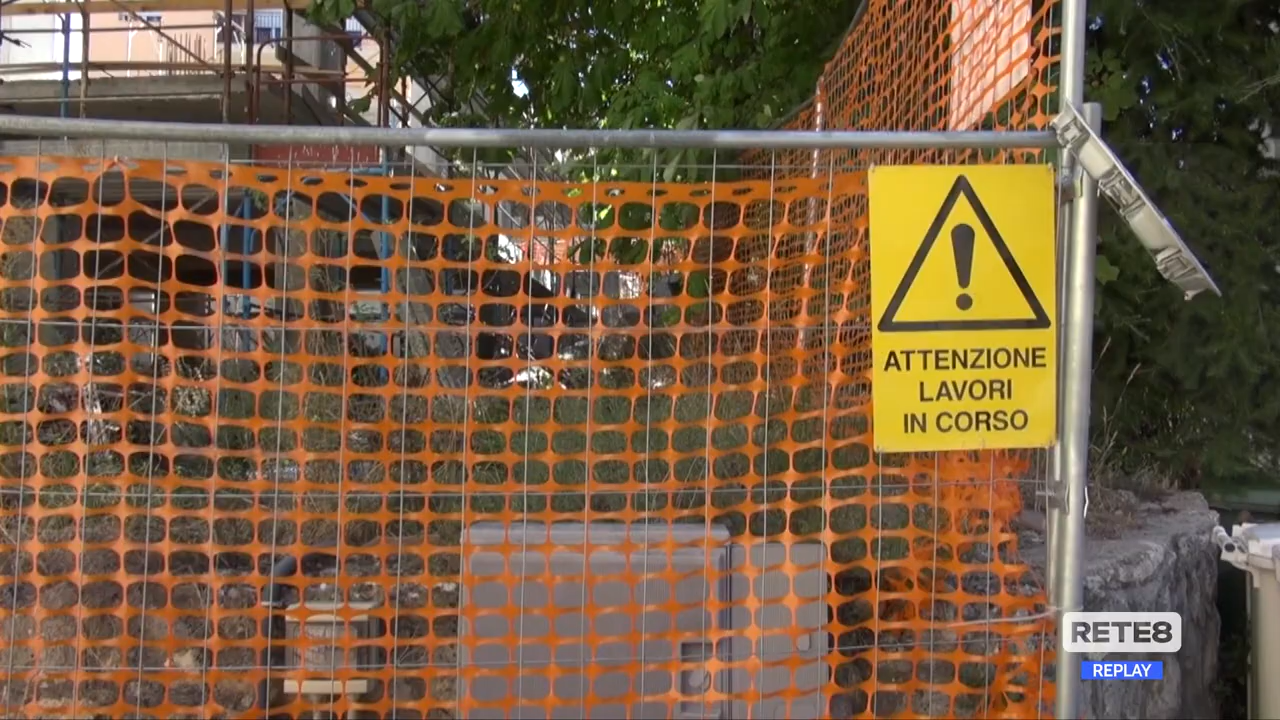 ATTENZIONE
LAVORI
IN CORSO
RETE8
REPLAY